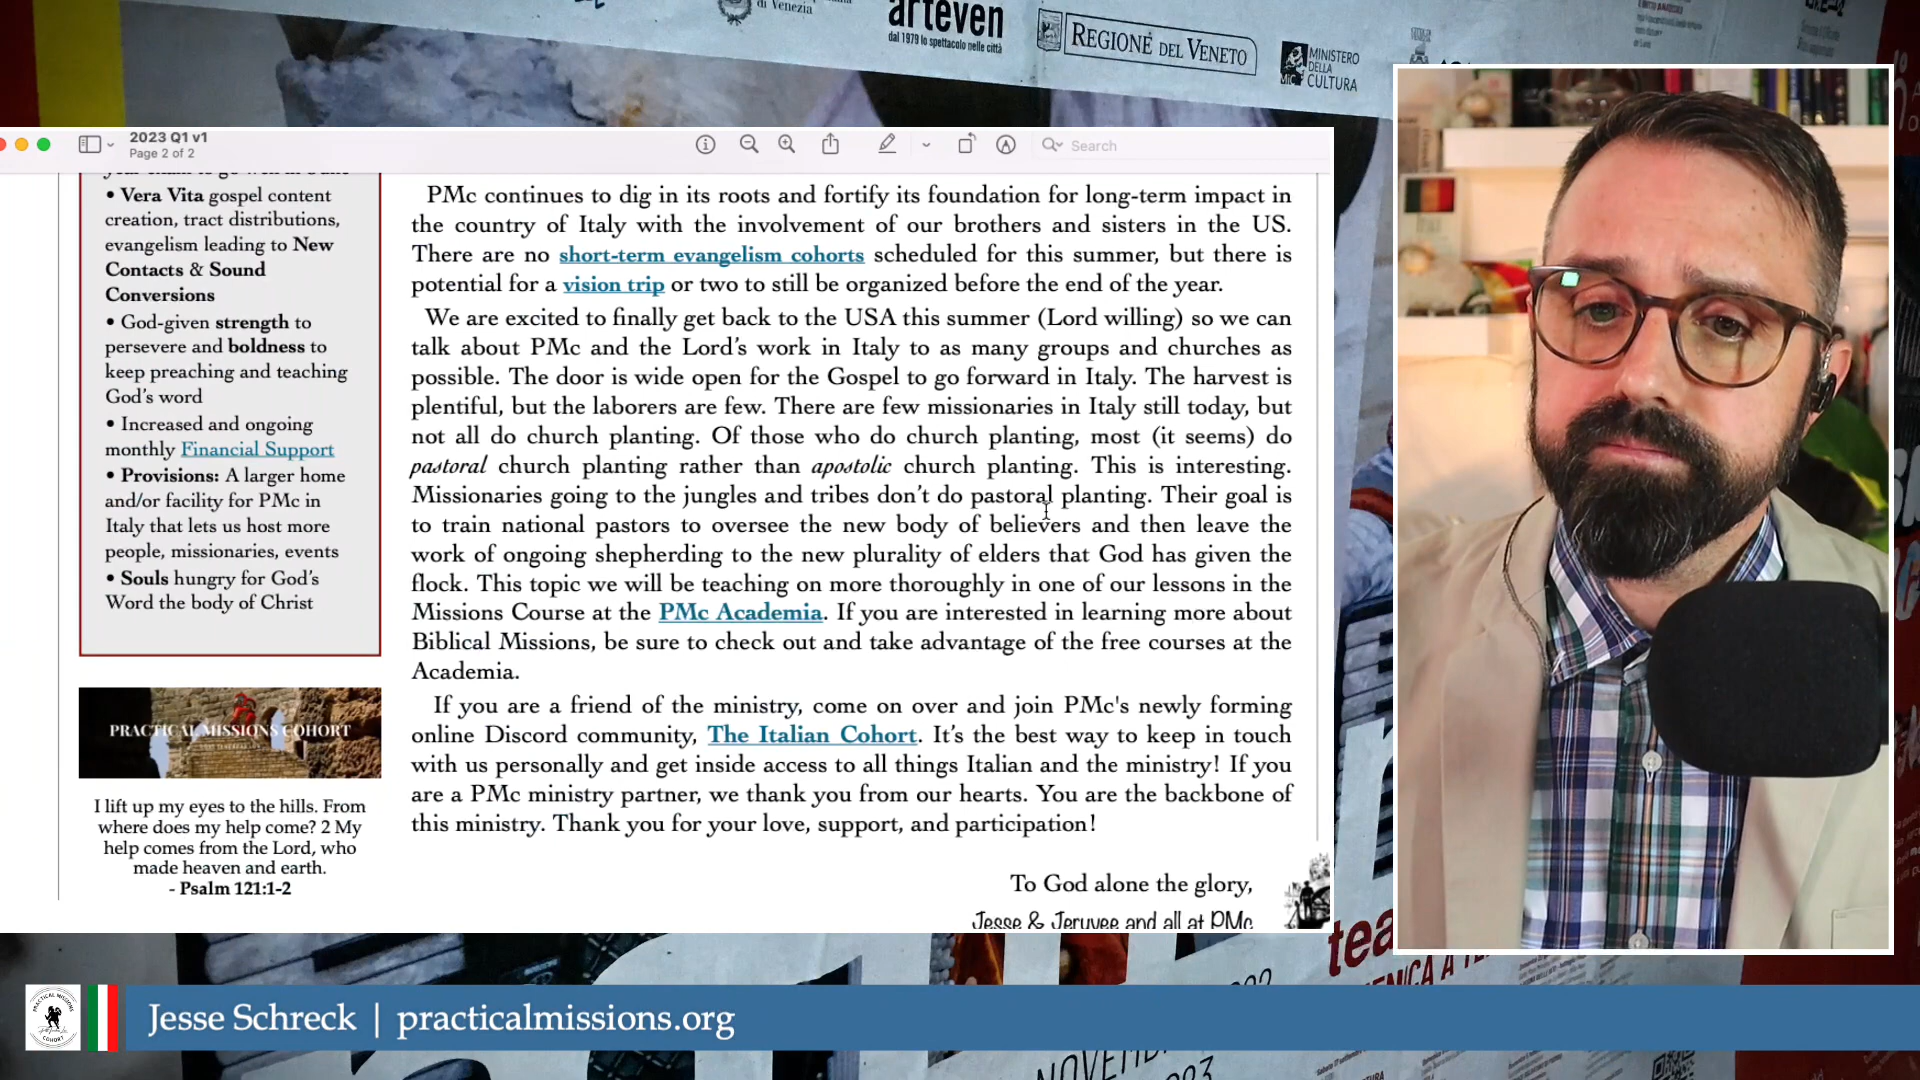 di Venezia
arteven
dal 1979 lo spettacolo nelle città
REGIONE DEL VENETO
MINISTERO
DELLA
CULTURA
MiC
2023 Q1 v1
Page 2 of 2
Search
• Vera Vita gospel content
creation, tract distributions,
evangelism leading to New
Contacts & Sound
Conversions
• God-given strength to
persevere and boldness to
keep preaching and teaching
God's word
• Increased and ongoing
monthly Financial Support
• Provisions: A larger home
and/or facility for PMc in
Italy that lets us host more
people, missionaries, events
• Souls hungry for God's
Word the body of Christ
PRACTICAL MISSIONS COHORT
I lift up my eyes to the hills. From
where does my help come? 2 My
help comes from the Lord, who
made heaven and earth.
- Psalm 121:1-2
PMc continues to dig in its roots and fortify its foundation for long-term impact in
the country of Italy with the involvement of our brothers and sisters in the US.
There are no short-term evangelism cohorts scheduled for this summer, but there is
potential for a vision trip or two to still be organized before the end of the year.
We are excited to finally get back to the USA this summer (Lord willing) so we can
talk about PMc and the Lord's work in Italy to as many groups and churches as
possible. The door is wide open for the Gospel to go forward in Italy. The harvest is
plentiful, but the laborers are few. There are few missionaries in Italy still today, but
not all do church planting. Of those who do church planting, most (it seems) do
pastoral church planting rather than apostolic church planting. This is interesting.
Missionaries going to the jungles and tribes don't do pastoral planting. Their goal is
to train national pastors to oversee the new body of believers and then leave the
work of ongoing shepherding to the new plurality of elders that God has given the
flock. This topic we will be teaching on more thoroughly in one of our lessons in the
Missions Course at the PMc Academia. If you are interested in learning more about
Biblical Missions, be sure to check out and take advantage of the free courses at the
Academia.
If you are a friend of the ministry, come on over and join PMc's newly forming
online Discord community, The Italian Cohort. It's the best way to keep in touch
with us personally and get inside access to all things Italian and the ministry! If you
are a PMc ministry partner, we thank you from our hearts. You are the backbone of
this ministry. Thank you for your love, support, and participation!
To God alone the glory,
Jesse & Jeruyee and all at PMc
tea
PRACTICAL MISSIONS
COHORT
Jesse Schreck | practicalmissions.org